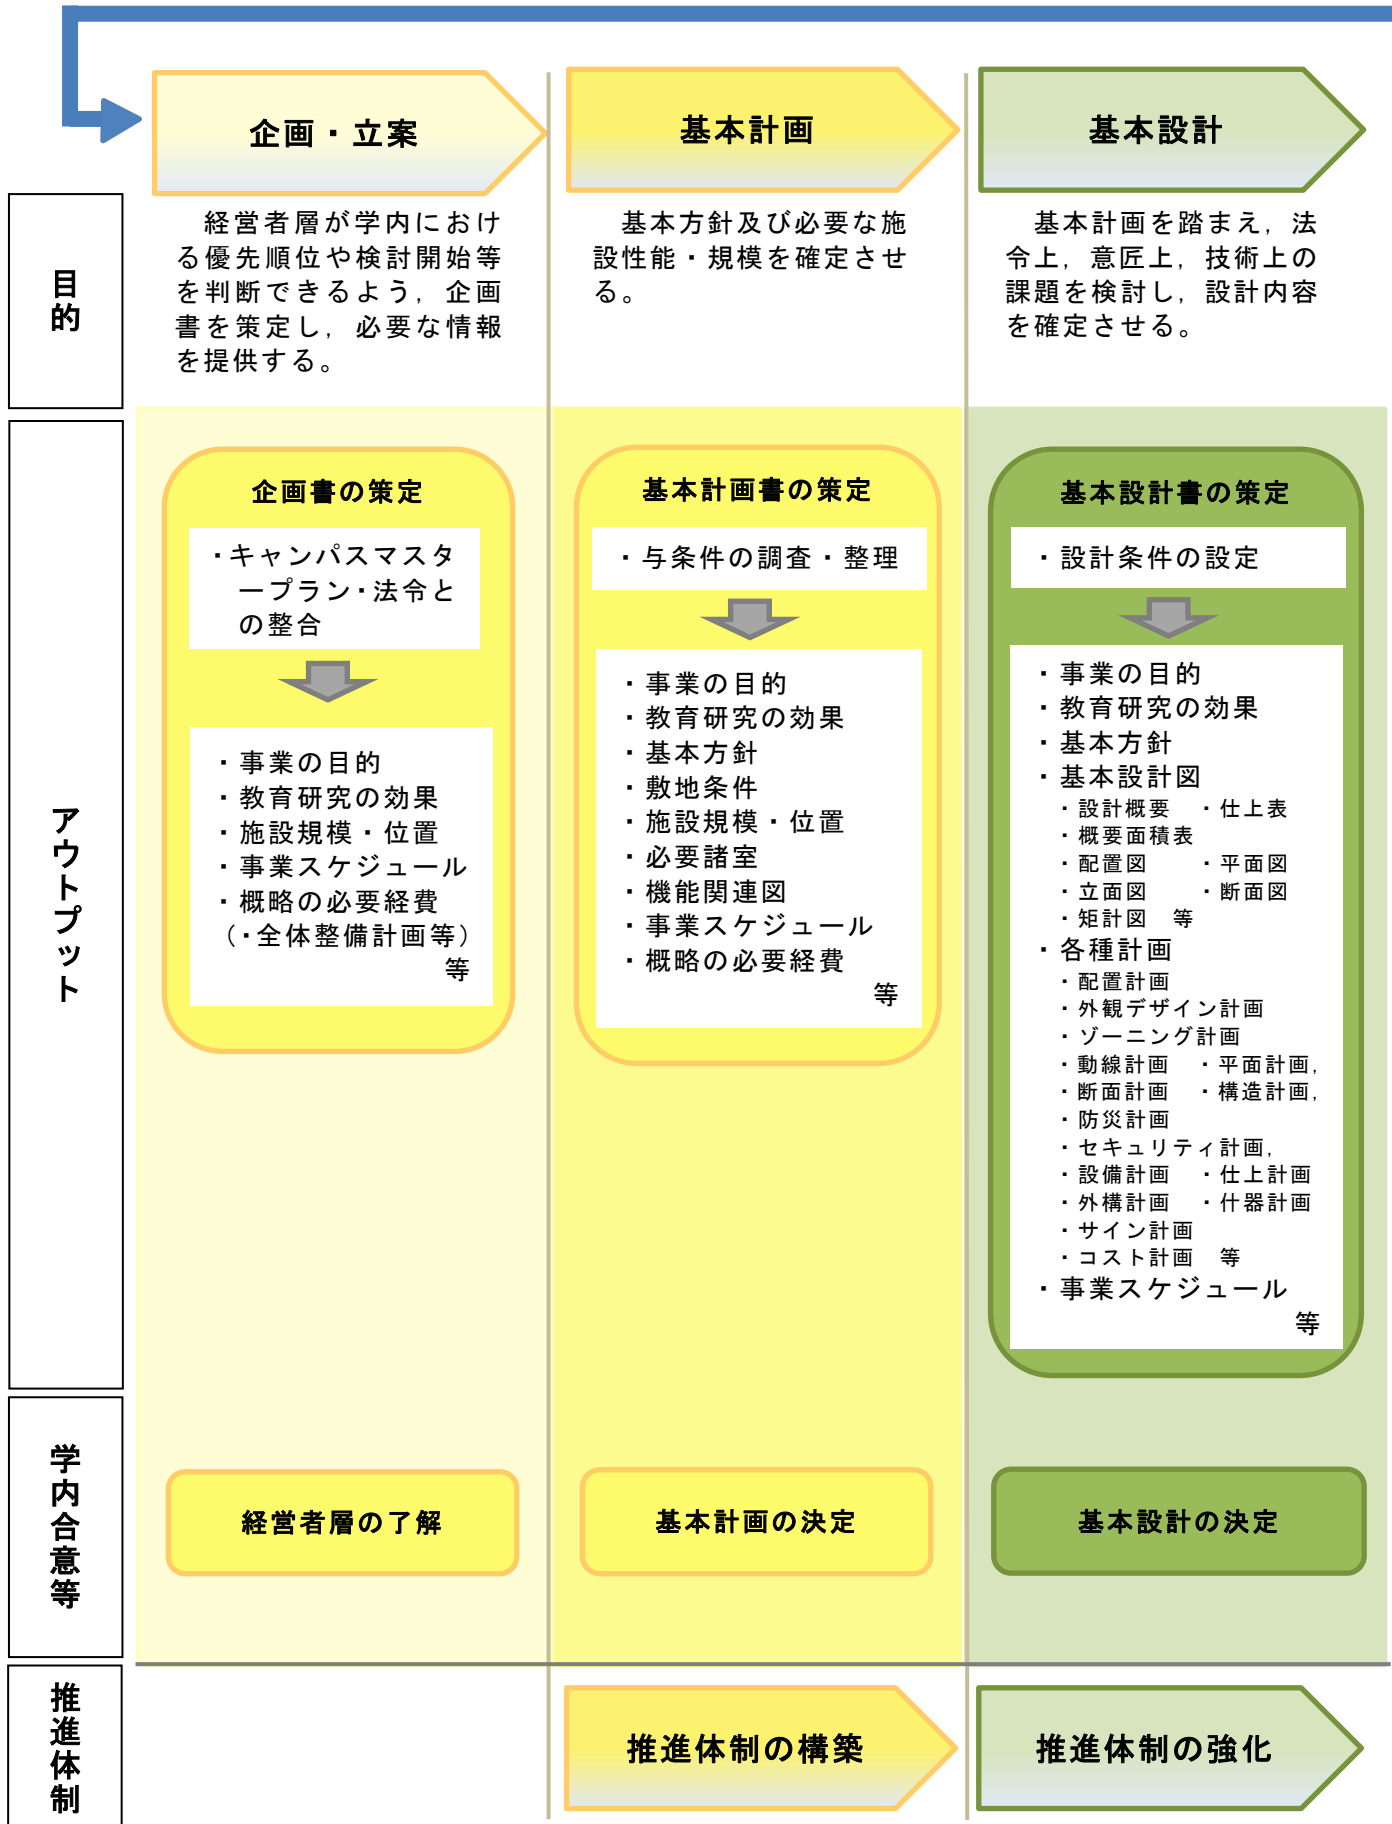 企画・立案
基本計画
基本設計
目的
経営者層が学内におけ
る優先順位や検討開始等
を判断できるよう，企画
書を策定し，必要な情報
を提供する。
基本方針及び必要な施
設性能・規模を確定させ
る。
基本計画を踏まえ，法
令上，意匠上，技術上の
課題を検討し，設計内容
を確定させる。
アウトプット
企画書の策定
・キャンパスマスタ
ープラン・法令と
の整合
・事業の目的
・教育研究の効果
・施設規模・位置
・事業スケジュール
・概略の必要経費
（・全体整備計画等）
等
基本計画書の策定
・与条件の調査・整理
・事業の目的
・教育研究の効果
・基本方針
・敷地条件
・施設規模・位置
・必要諸室
・機能関連図
・事業スケジュール
・概略の必要経費
等
基本設計書の策定
・設計条件の設定
・事業の目的
・教育研究の効果
・基本方針
・基本設計図
・設計概要　・仕上表
・概要面積表
・配置図　　・平面図
・立面図　　・断面図
・矩計図　等
・各種計画
・配置計画
・外観デザイン計画
・ゾーニング計画
・動線計画　・平面計画，
・断面計画　・構造計画，
・防災計画
・セキュリティ計画，
・設備計画　・仕上計画
・外構計画　・什器計画
・サイン計画
・コスト計画　等
・事業スケジュール
等
学内合意等
経営者層の了解
基本計画の決定
基本設計の決定
推進体制
推進体制の構築
推進体制の強化